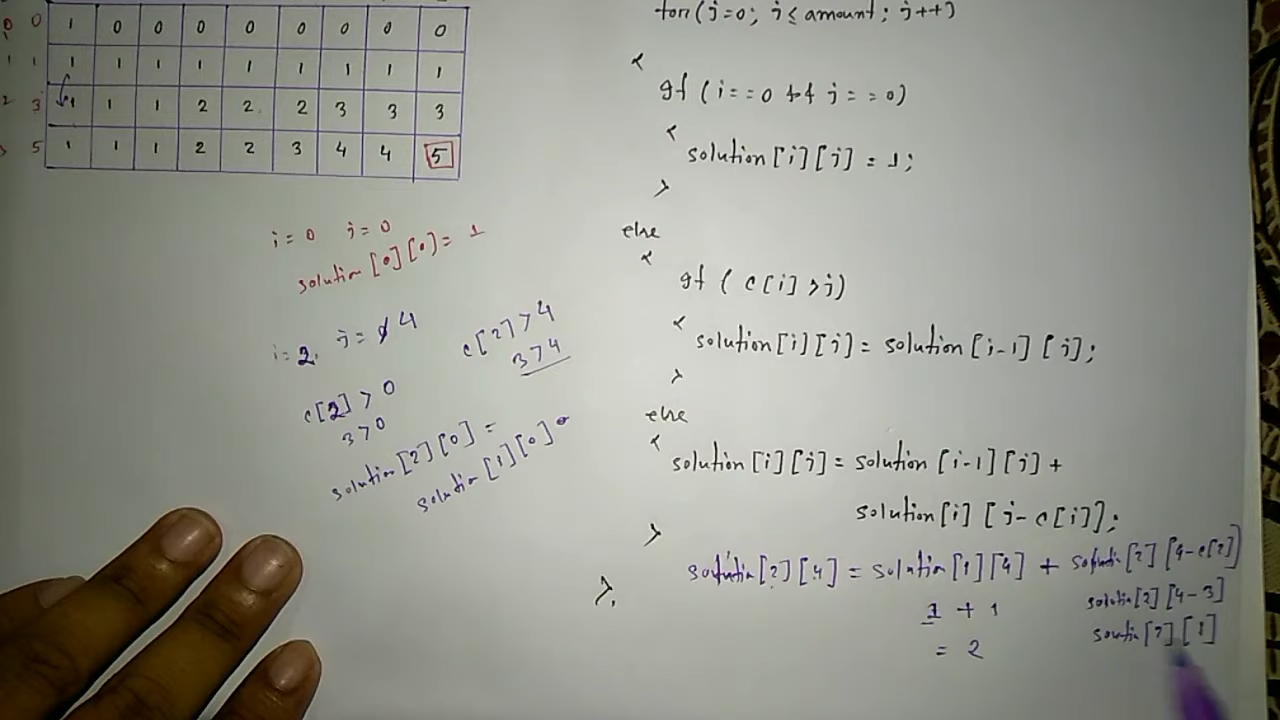 0 0 1 0 0 0 0 0 0 0 0
1 1 1 1 1 1 1 1 1 1 1
2 3 1 1 1 2 2 2 3 3 3
5 1 1 1 2 2 3 4 4 5
i=0 j=0
solution [0][0]= 1
i=2, j= 4
c[2]>4
3>4
c[2] > 0
3>0
solution [2][0] =
solution [1][0]
for(j=0; j≤amount; j++)
{
if (i==0 && j==0)
{
solution [i][j] = 1;
}
else
{
if ( c[i]>j)
{
solution[i][j]= solution [i-1] [j];
}
else
{
solution [i][j]= solution [i-1][j] +
solution[i] [j-c[i]];
}
solution[2][4] = solution [1][4] + solution[2] [4-c[2]]
1 + 1 solution[2][4-3]
= 2 solution[2][1]
}